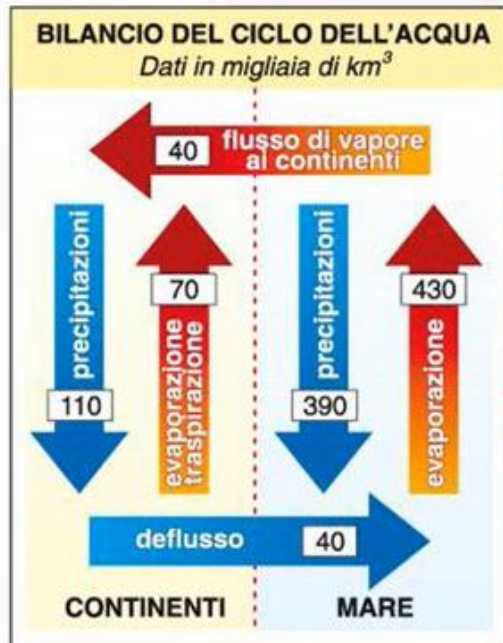 BILANCIO DEL CICLO DELL'ACQUA
Dati in migliaia di km³
40
flusso di vapore
ai continenti
precipitazioni
110
70
evaporazione
traspirazione
precipitazioni
390
430
evaporazione
deflusso
40
CONTINENTI
MARE